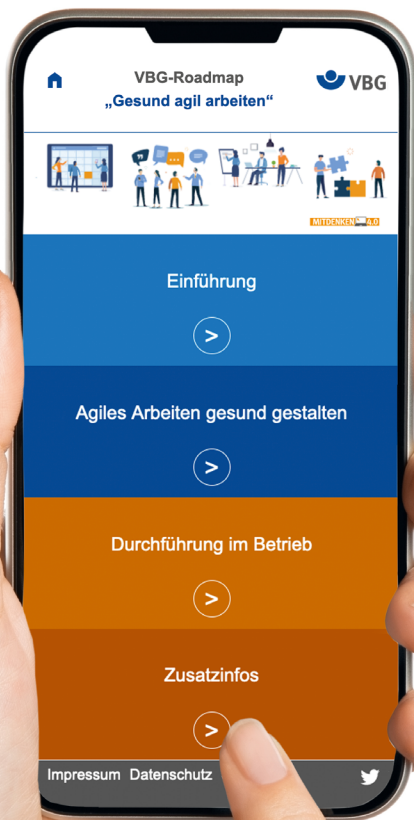 VBG-Roadmap
„Gesund agil arbeiten“
VBG
MITDENKEN 4.0
Einführung
>
Agiles Arbeiten gesund gestalten
>
Durchführung im Betrieb
>
Zusatzinfos
>
Impressum Datenschutz